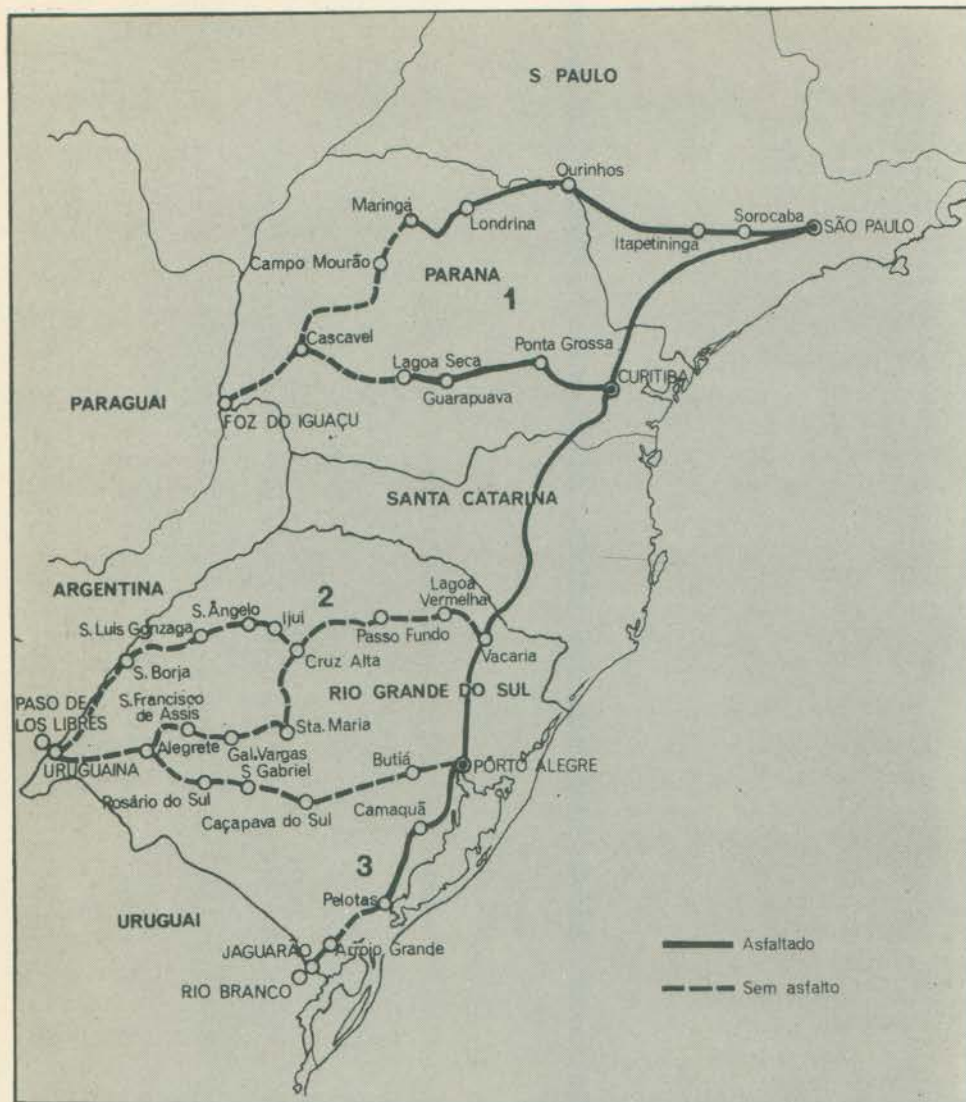 S PAULO
Ourinhos
Maringá
Londrina
Sorocaba
Itapetininga
SÃO PAULO
Campo Mourão
PARANA
1
Cascavel
Ponta Grossa
Lagoa Seca
CURITIBA
Guarapuava
PARAGUAI
FOZ DO IGUAÇU
SANTA CATARINA
ARGENTINA
2
Lagoa
Vermelha
S. Ângelo
Ijui
S. Luis Gonzaga
Passo Fundo
Vacaria
Cruz Alta
S. Borja
RIO GRANDE DO SUL
PASO DE
LOS LIBRES
S. Francisco
de Assis
Sta. Maria
Alegrete
Gal. Vargas
URUGUAINA
Butiá
PÔRTO ALEGRE
S Gabriel
Rosário do Sul
Caçapava do Sul
Camaquã
3
Pelotas
URUGUAI
JAGUARÃO
Arroio Grande
RIO BRANCO
Asfaltado
Sem asfalto